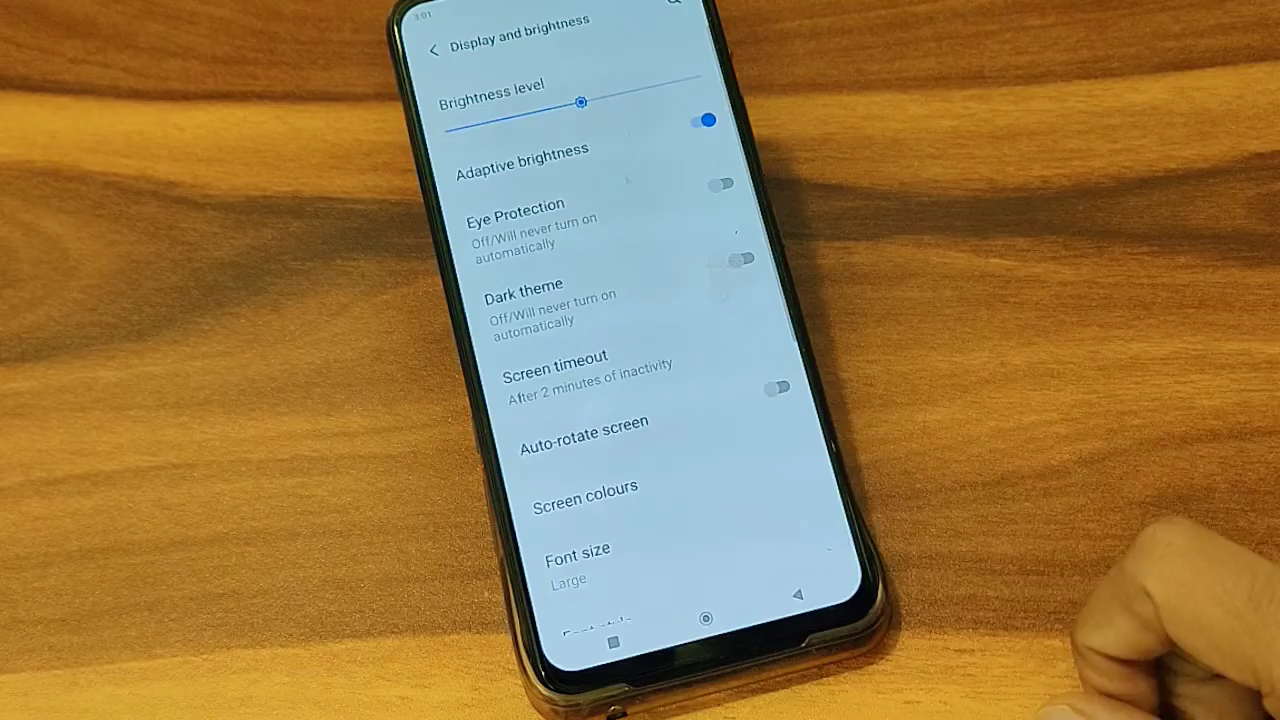 3:01
Display and brightness
Brightness level
Adaptive brightness
Eye Protection
Off/Will never turn on
automatically
Dark theme
Off/Will never turn on
automatically
Screen timeout
After 2 minutes of inactivity
Auto-rotate screen
Screen colours
Font size
Large